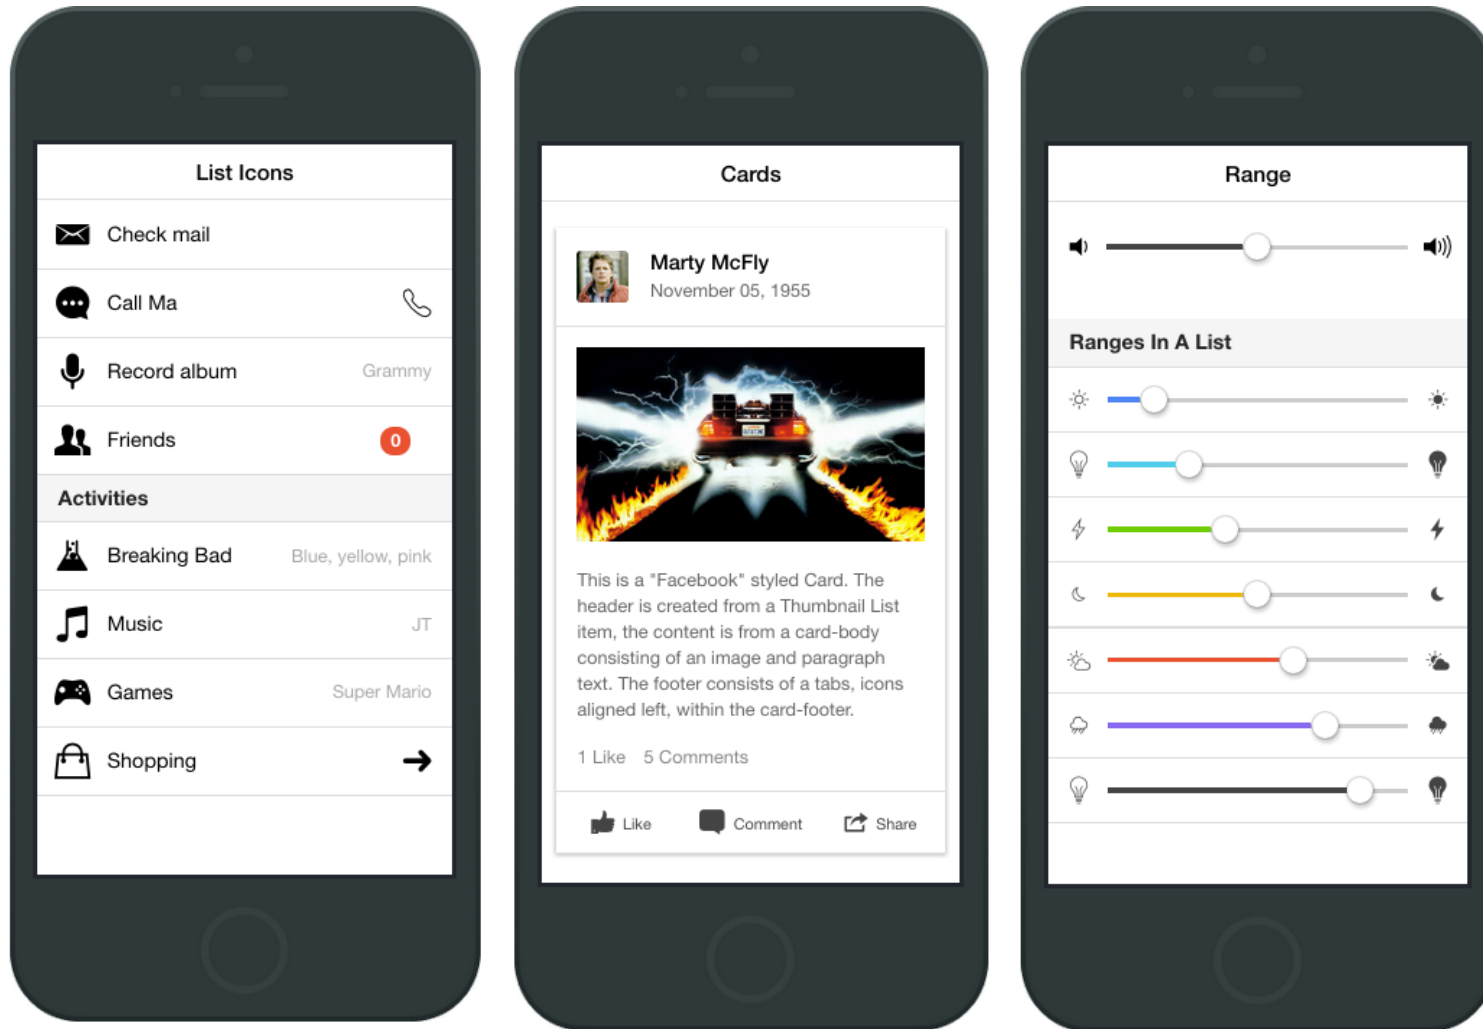 List Icons
Check mail
Call Ma
Record album Grammy
Friends 0
Activities
Breaking Bad Blue, yellow, pink
Music JT
Games Super Mario
Shopping
Cards
Marty McFly
November 05, 1955
This is a "Facebook" styled Card. The
header is created from a Thumbnail List
item, the content is from a card-body
consisting of an image and paragraph
text. The footer consists of a tabs, icons
aligned left, within the card-footer.
1 Like 5 Comments
Like Comment Share
Range
Ranges In A List